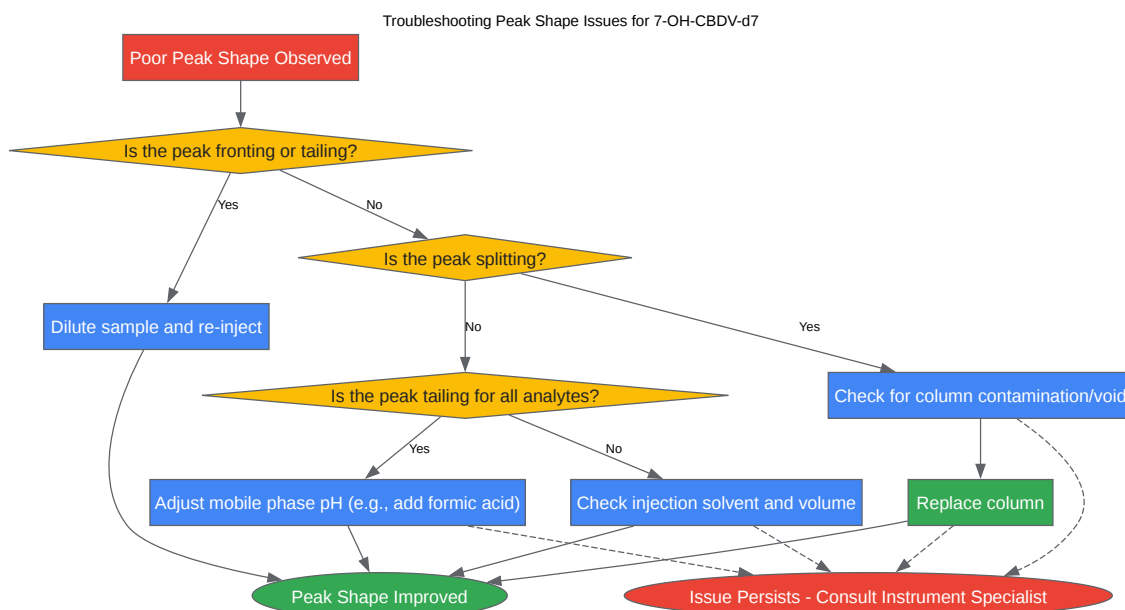 Troubleshooting Peak Shape Issues for 7-OH-CBDV-d7
Poor Peak Shape Observed
Is the peak fronting or tailing?
Yes
No
Is the peak splitting?
Dilute sample and re-inject
No
Yes
Is the peak tailing for all analytes?
Check for column contamination/void
Yes
No
Adjust mobile phase pH (e.g., add formic acid)
Check injection solvent and volume
Replace column
Peak Shape Improved
Issue Persists - Consult Instrument Specialist